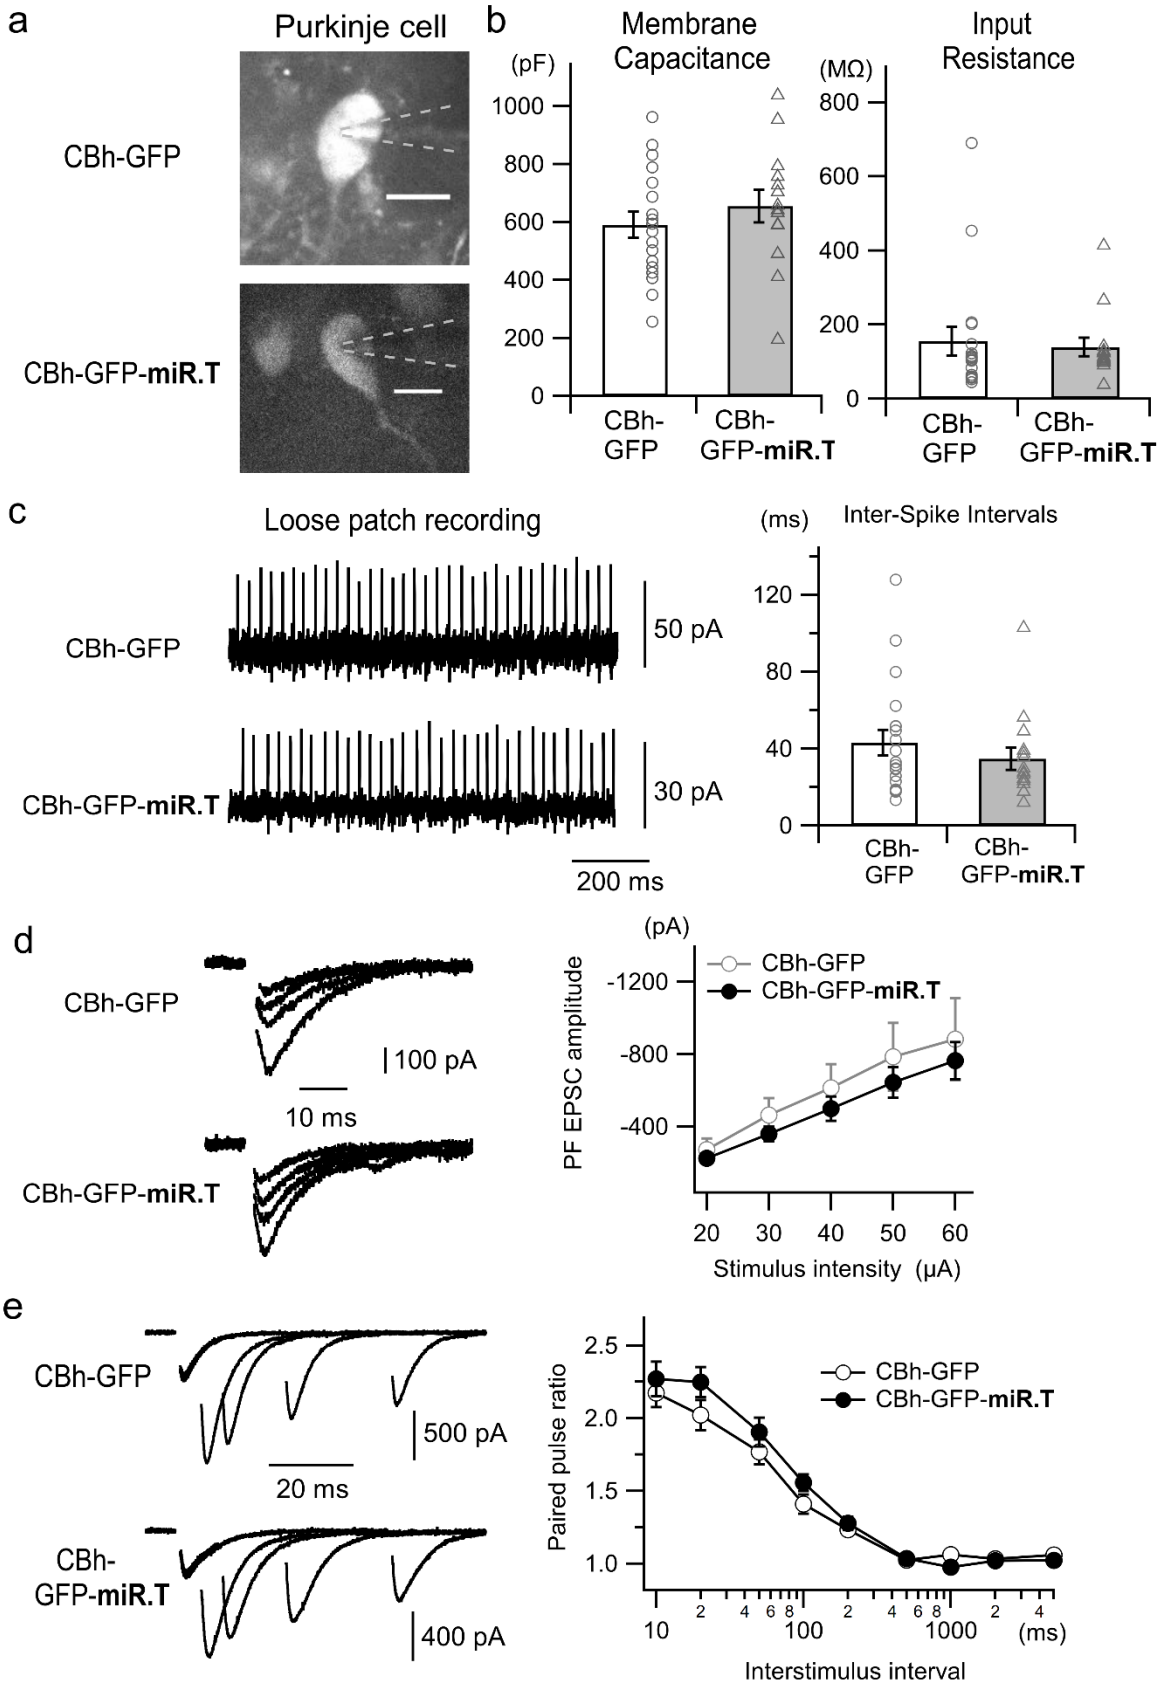 a
Purkinje cell
CBh-GFP
CBh-GFP-miR.T
b
Membrane
Capacitance
(pF)
1000
800
600
400
200
0
CBh-
GFP
CBh-
GFP-miR.T
Input
Resistance
(MΩ)
800
600
400
200
0
CBh-
GFP
CBh-
GFP-miR.T
c
Loose patch recording
CBh-GFP
50 pA
CBh-GFP-miR.T
30 pA
200 ms
(ms)
Inter-Spike Intervals
120
80
40
0
CBh-
GFP
CBh-
GFP-miR.T
d
CBh-GFP
100 pA
10 ms
CBh-GFP-miR.T
(pA)
PF EPSC amplitude
-1200
-800
-400
CBh-GFP
CBh-GFP-miR.T
20 30 40 50 60
Stimulus intensity (µA)
e
CBh-GFP
500 pA
20 ms
CBh-
GFP-miR.T
400 pA
Paired pulse ratio
2.5
2.0
1.5
1.0
CBh-GFP
CBh-GFP-miR.T
2 4 6 8 2 4 6 8 2 4
10 100 1000 (ms)
Interstimulus interval